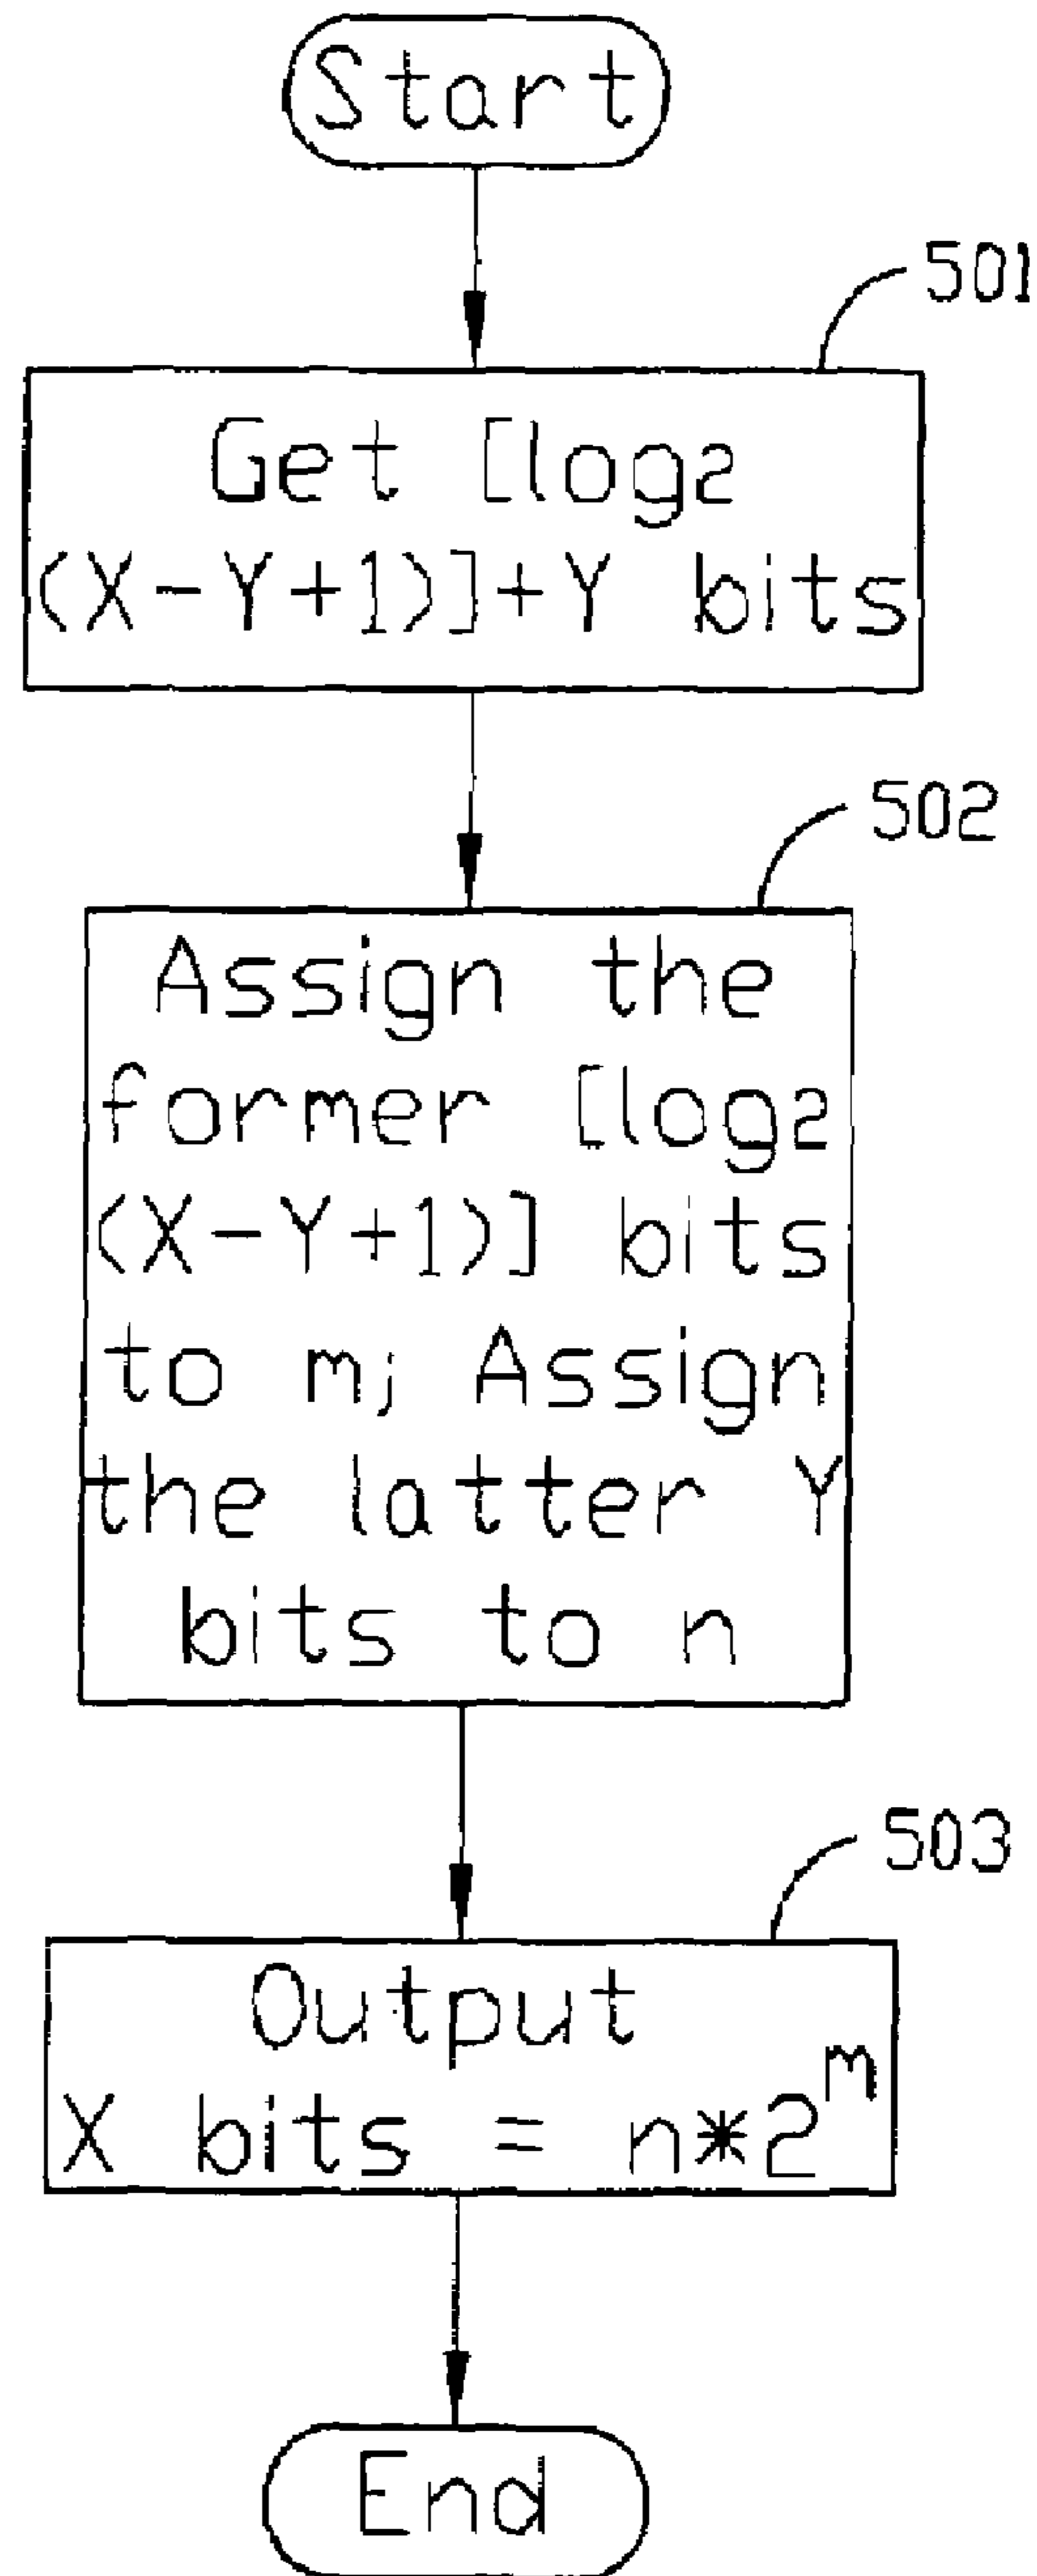 Start
501
Get [log2
(X-Y+1)]+Y bits
502
Assign the
former [log2
(X-Y+1)] bits
to m; Assign
the latter Y
bits to n
503
Output
X bits = n*2^m
End